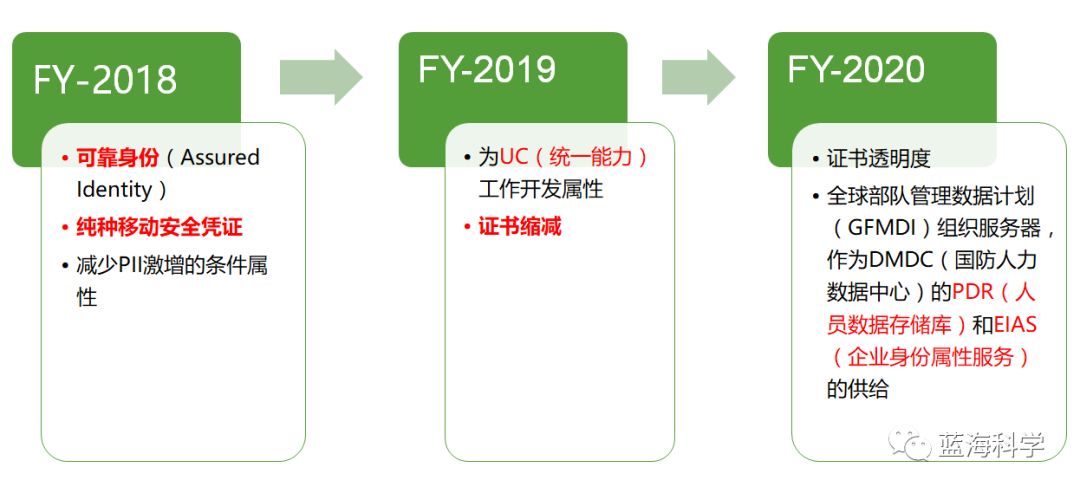 FY-2018
• 可靠身份（Assured
Identity）
• 纯种移动安全凭证
• 减少PII激增的条件属
性
FY-2019
• 为UC（统一能力）
工作开发属性
• 证书缩减
FY-2020
• 证书透明度
• 全球部队管理数据计划
（GFMDI）组织服务器，
作为DMDC（国防人力
数据中心）的PDR（人
员数据存储库）和EIAS
（企业身份属性服务）
的供给
蓝海科学